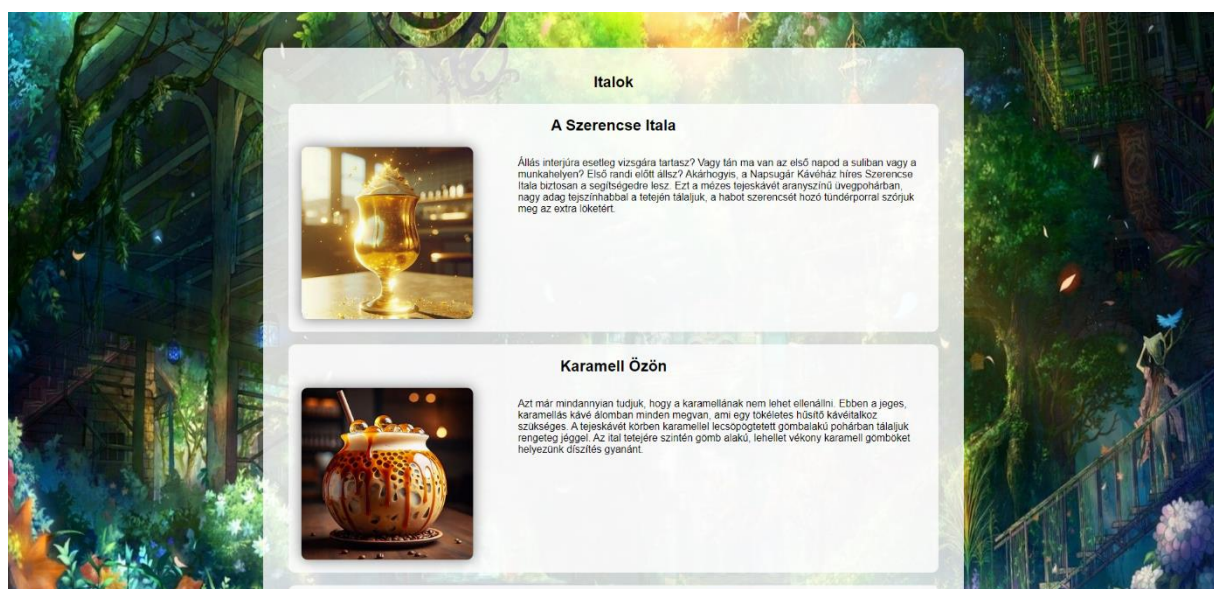 Italok
A Szerencse Itala
Állás interjúra esetleg vizsgára tartasz? Vagy tán ma van az első napod a suliban vagy a
munkahelyen? Első randi előtt állsz? Akárhogyis, a Napsugár Kávéház híres Szerencse
Itala biztosan a segítségedre lesz. Ezt a mézes tejeskávét aranyszínű üvegpohárban,
nagy adag tejszínhabbal a tetején tálaljuk, a habot szerencsét hozó tündérporral szórjuk
meg az extra löketért.
Karamell Özön
Azt már mindannyian tudjuk, hogy a karamellának nem lehet ellenállni. Ebben a jeges,
karamellás kávé álomban minden megvan, ami egy tökéletes hűsítő kávéitalkoz
szükséges. A tejeskávét körben karamellel lecsöpögtetett gömbalakú pohárban tálaljuk
rengeteg jéggel. Az ital tetejére szintén gömb alakú, lehellet vékony karamell gömböket
helyezünk díszítés gyanánt.